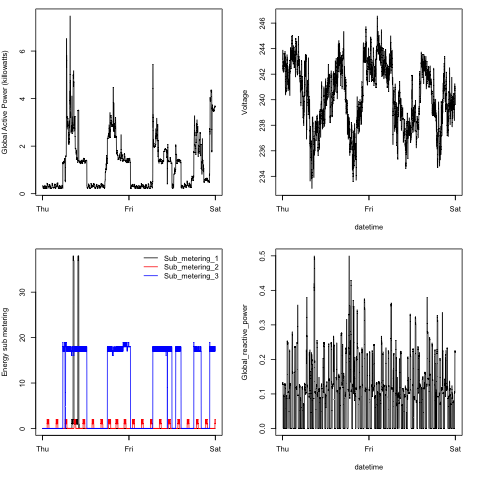 Global Active Power (killowatts)
0
2
4
6
Thu
Fri
Sat
Voltage
234
236
238
240
242
244
246
Thu
Fri
Sat
datetime
Energy sub metering
0
10
20
30
Sub_metering_1
Sub_metering_2
Sub_metering_3
Thu
Fri
Sat
Global_reactive_power
0.0
0.1
0.2
0.3
0.4
0.5
Thu
Fri
Sat
datetime